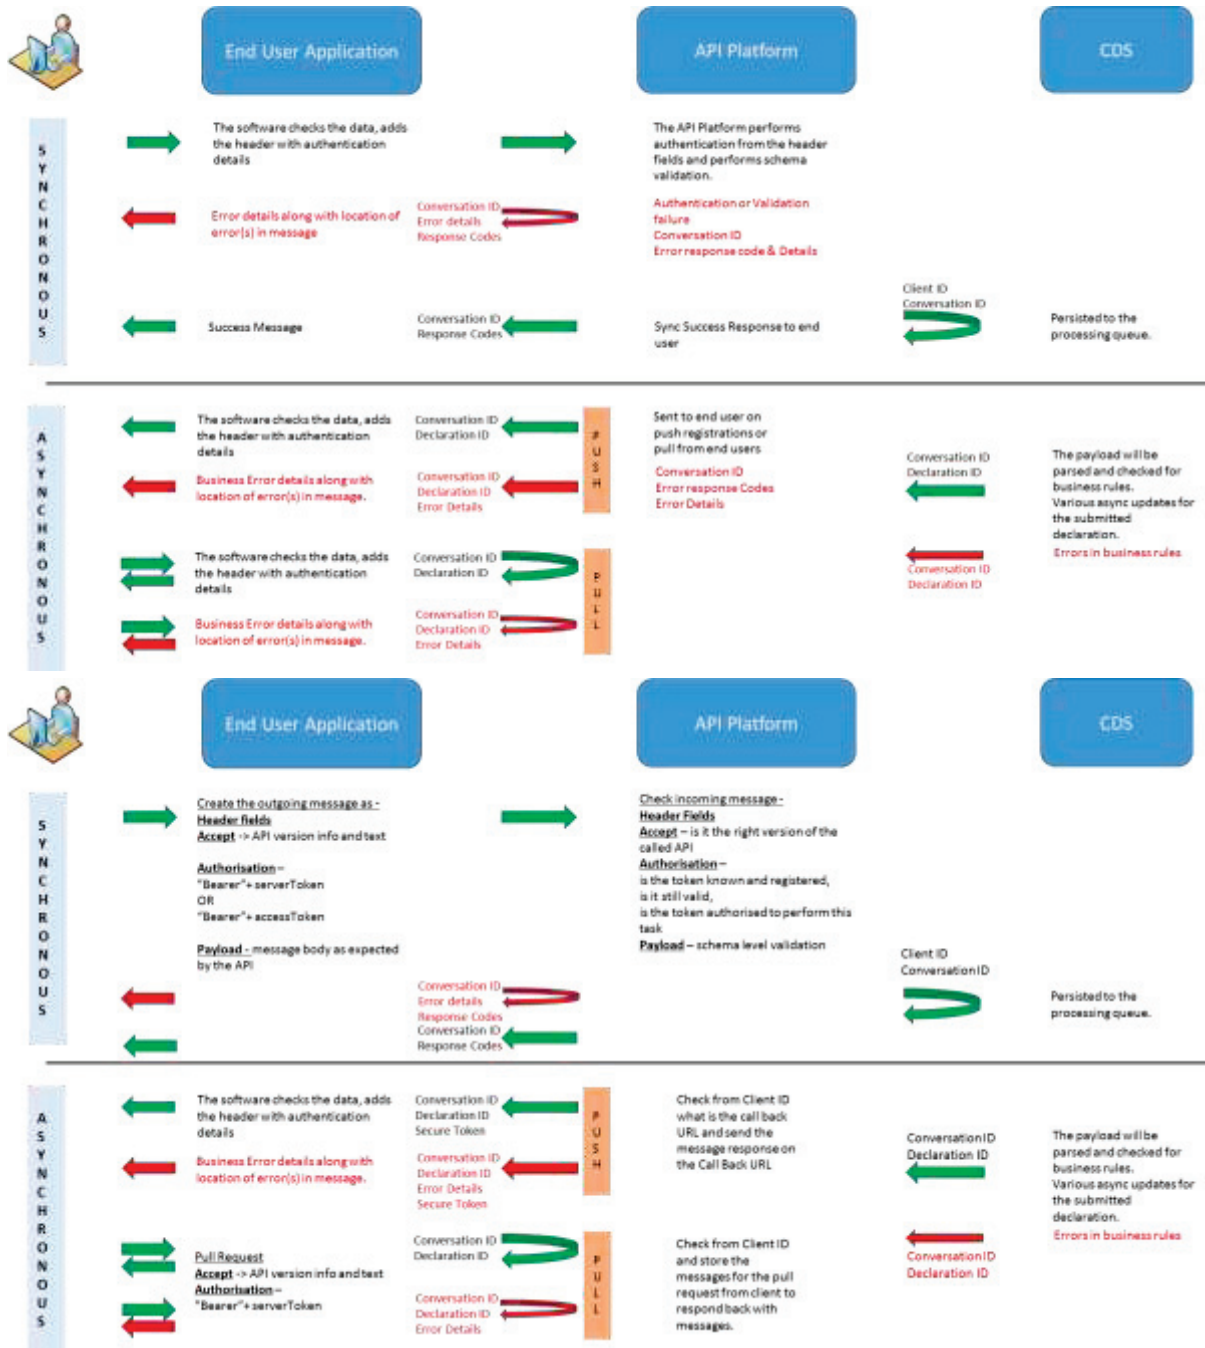 End User Application
API Platform
CDS
SYNCHRONOUS
The software checks the data, adds
the header with authentication
details
The API Platform performs
authentication from the header
fields and performs schema
validation.
Error details along with location of
error(s) in message
Conversation ID
Error details
Response Codes
Authentication or Validation
failure
Conversation ID
Error response code & Details
Client ID
Conversation ID
Success Message
Conversation ID
Response Codes
Sync Success Response to end
user
Persisted to the
processing queue.
ASYNCHRONOUS
The software checks the data, adds
the header with authentication
details
Conversation ID
Declaration ID
PUSH
Sent to end user on
push registrations or
pull from end users
Conversation ID
Error response Codes
Error Details
Conversation ID
Declaration ID
The payload will be
parsed and checked for
business rules.
Various async updates for
the submitted
declaration.
Errors in business rules
Business Error details along with
location of error(s) in message.
Conversation ID
Declaration ID
Error Details
Conversation ID
Declaration ID
The software checks the data, adds
the header with authentication
details
Conversation ID
Declaration ID
PULL
Business Error details along with
location of error(s) in message.
Conversation ID
Declaration ID
Error Details
End User Application
API Platform
CDS
SYNCHRONOUS
Create the outgoing message as -
Header fields
Accept -> API version info and text
Authorisation –
"Bearer"+ serverToken
OR
"Bearer"+ accessToken
Payload - message body as expected
by the API
Check incoming message -
Header Fields
Accept – is it the right version of the
called API
Authorisation –
is the token known and registered,
is it still valid,
is the token authorised to perform this
task
Payload – schema level validation
Client ID
Conversation ID
Conversation ID
Error details
Response Codes
Conversation ID
Response Codes
Persisted to the
processing queue.
ASYNCHRONOUS
The software checks the data, adds
the header with authentication
details
Conversation ID
Declaration ID
Secure Token
PUSH
Check from Client ID
what is the call back
URL and send the
message response on
the Call Back URL
Conversation ID
Declaration ID
The payload will be
parsed and checked for
business rules.
Various async updates for
the submitted
declaration.
Errors in business rules
Business Error details along with
location of error(s) in message.
Conversation ID
Declaration ID
Error Details
Secure Token
Conversation ID
Declaration ID
Pull Request
Accept -> API version info and text
Authorisation –
"Bearer"+ serverToken
Conversation ID
Declaration ID
PULL
Conversation ID
Declaration ID
Error Details
Check from Client ID
and store the
messages for the pull
request from client to
respond back with
messages.